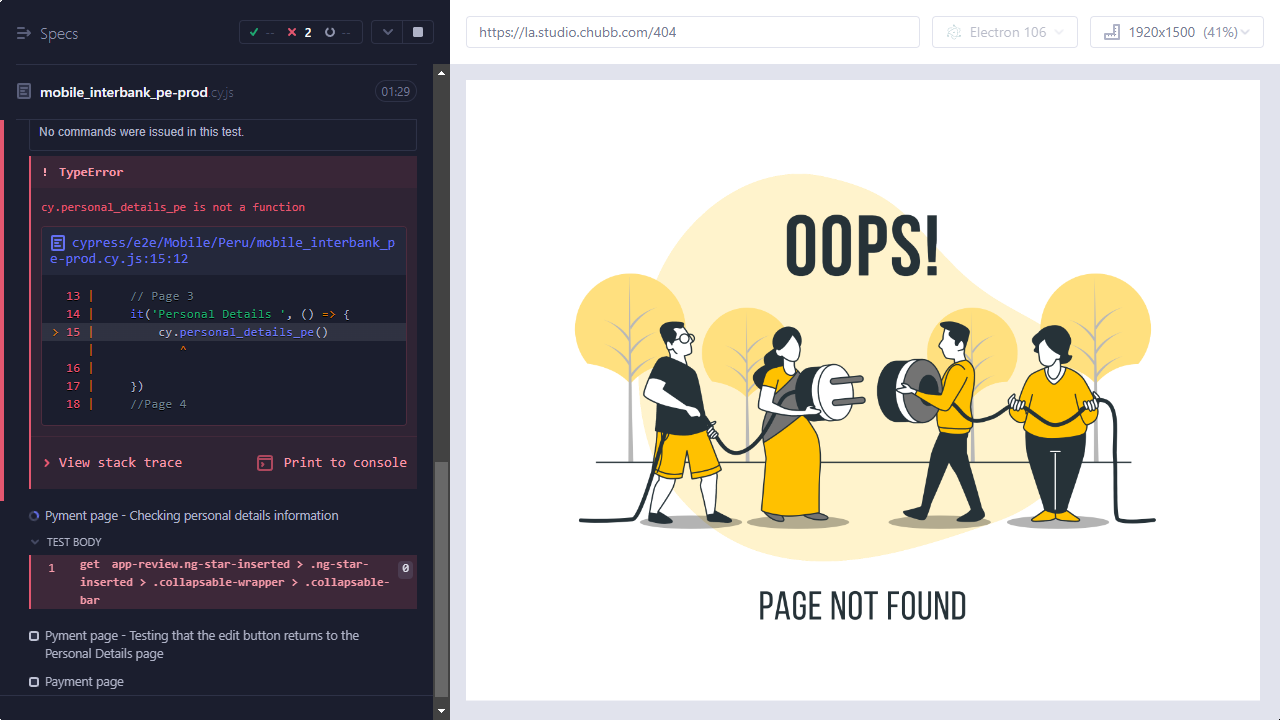 Specs
--
2
--
mobile_interbank_pe-prod.cy.js
01:29
No commands were issued in this test.
! TypeError
cy.personal_details_pe is not a function
cypress/e2e/Mobile/Peru/mobile_interbank_p
e-prod.cy.js:15:12
13 | // Page 3
14 | it('Personal Details ', () => {
> 15 | cy.personal_details_pe()
| ^
16 |
17 | })
18 | //Page 4
> View stack trace
Print to console
Pyment page - Checking personal details information
TEST BODY
1 get app-review.ng-star-inserted > .ng-star-
inserted > .collapsable-wrapper > .collapsable-
bar
0
Pyment page - Testing that the edit button returns to the
Personal Details page
Payment page
https://la.studio.chubb.com/404
Electron 106
1920x1500 (41%)
OOPS!
PAGE NOT FOUND